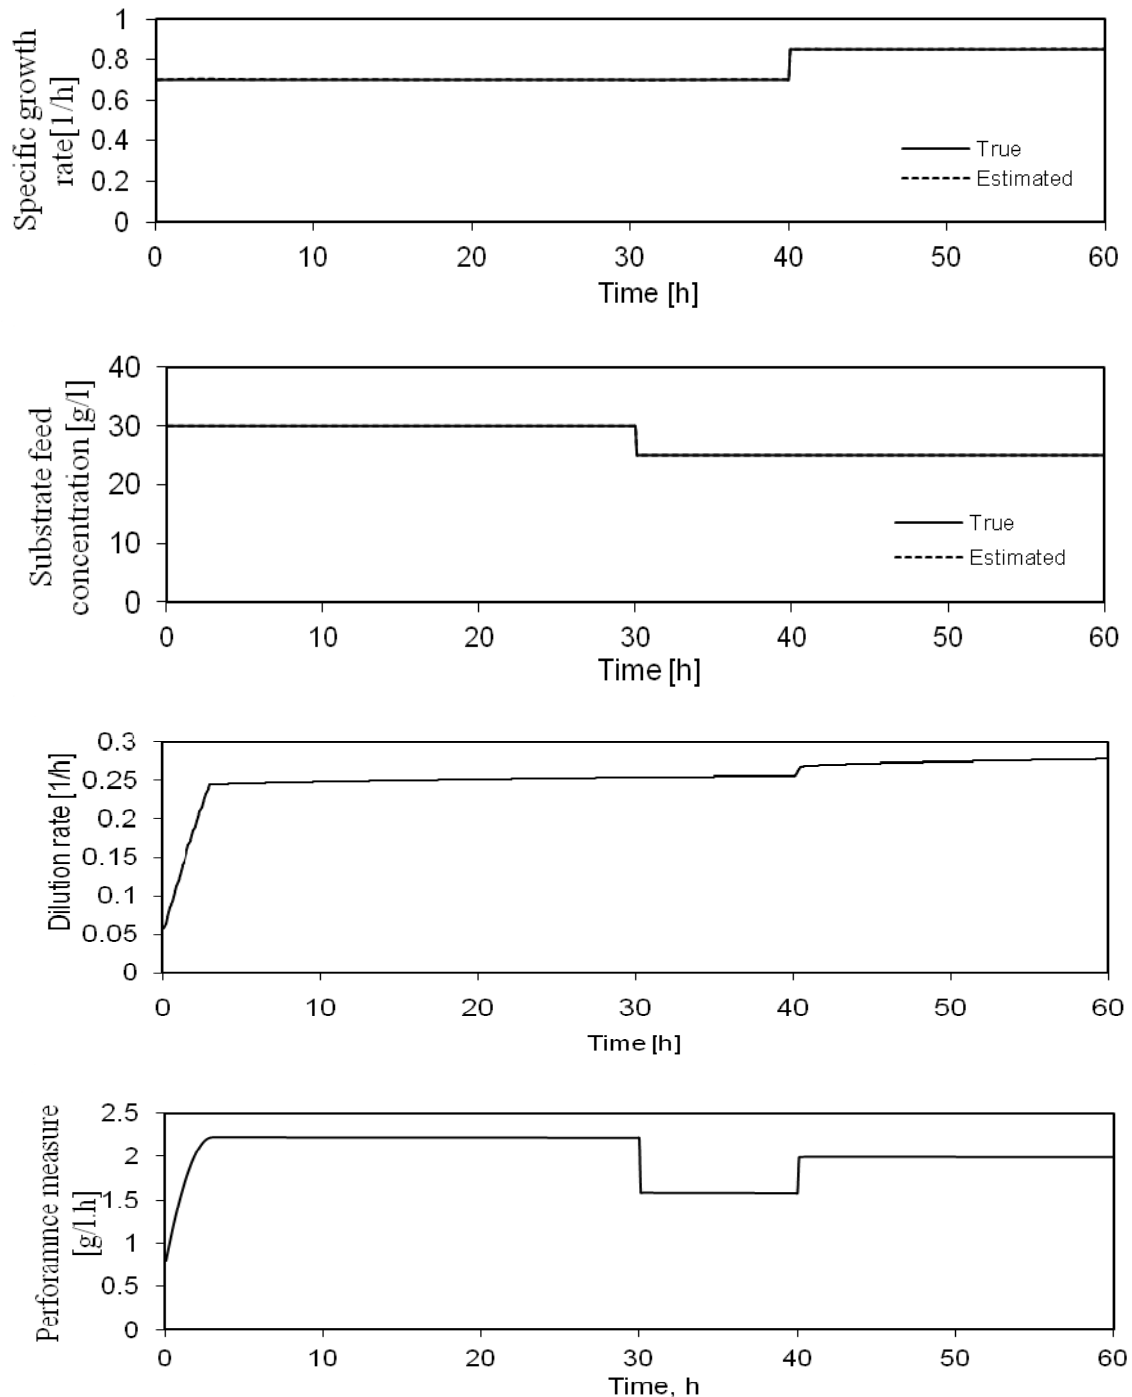 Specific growth
rate[1/h]
1
0.8
0.6
0.4
0.2
0
True
Estimated
0 10 20 30 40 50 60
Time [h]
Substrate feed
concentration [g/l]
40
30
20
10
0
True
Estimated
0 10 20 30 40 50 60
Time [h]
Dilution rate [1/h]
0.3
0.25
0.2
0.15
0.1
0.05
0
0 10 20 30 40 50 60
Time [h]
Perforamnce measure
[g/l.h]
2.5
2
1.5
1
0.5
0
0 10 20 30 40 50 60
Time, h